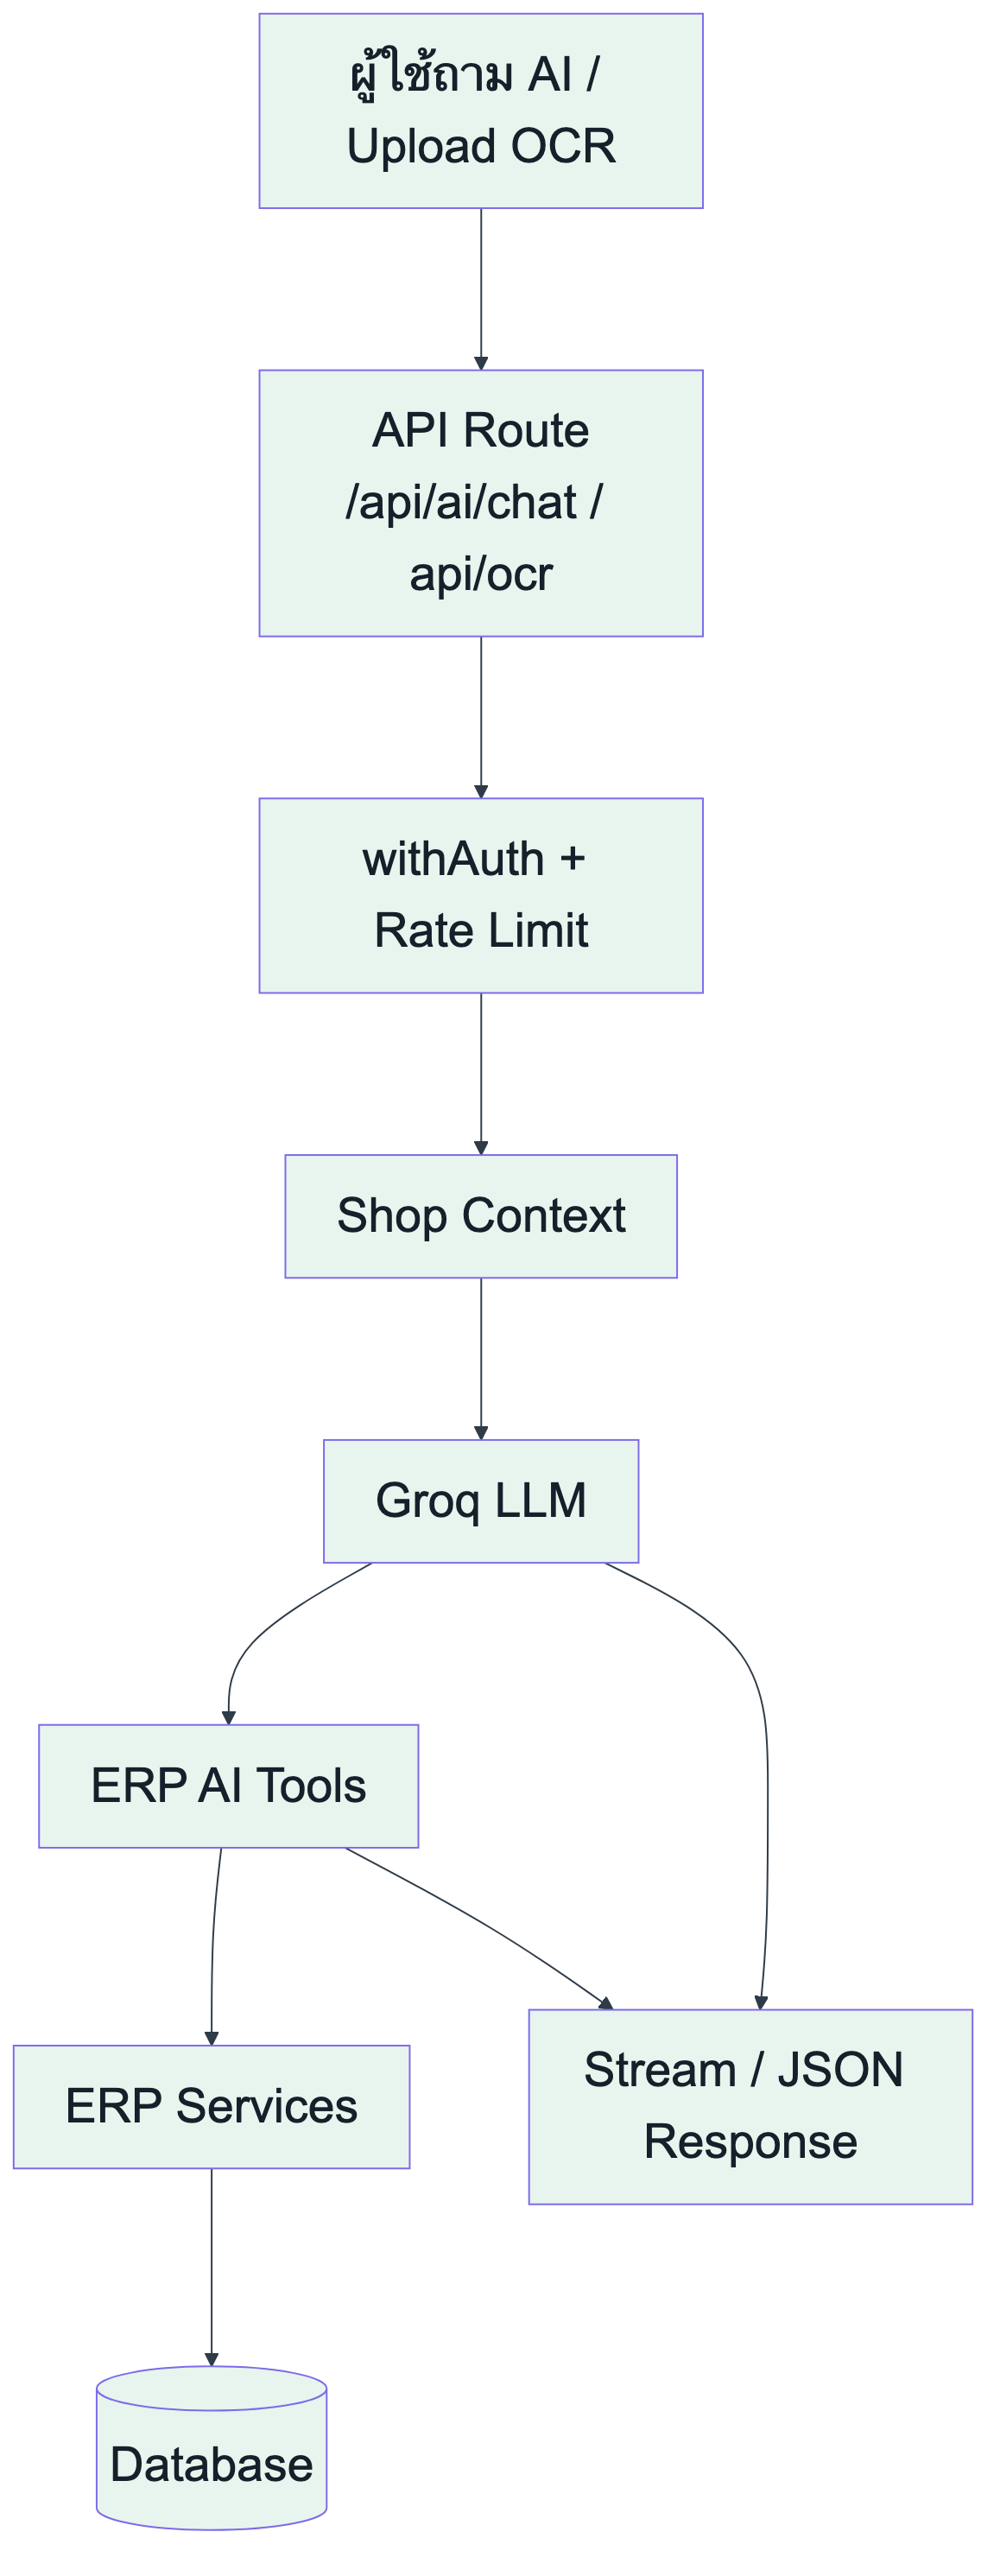 ผู้ใช้ถาม AI /
Upload OCR
API Route
/api/ai/chat /
api/ocr
withAuth +
Rate Limit
Shop Context
Groq LLM
ERP AI Tools
ERP Services
Stream / JSON
Response
Database